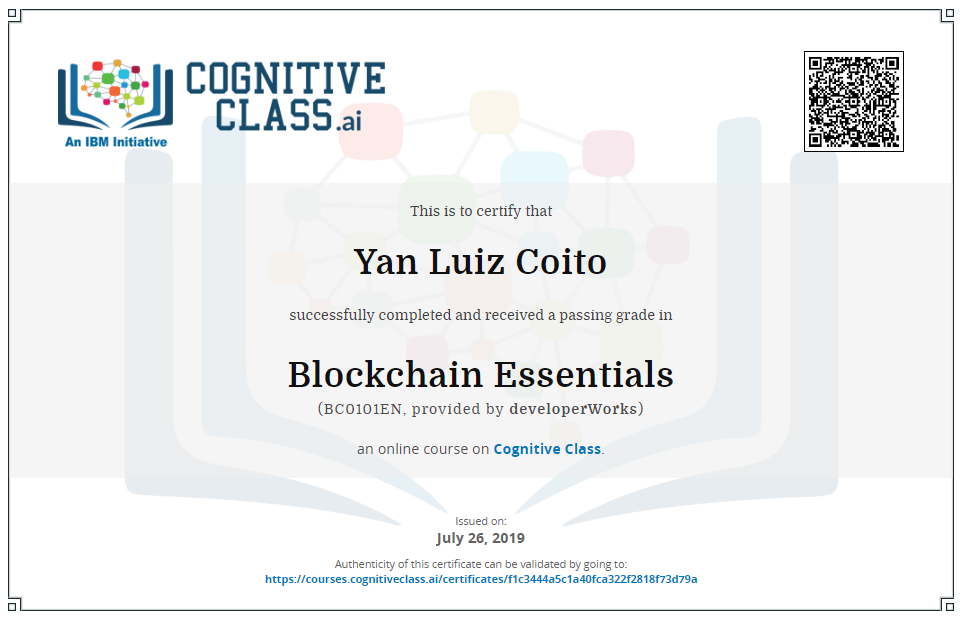 COGNITIVE
CLASS.ai
An IBM Initiative
This is to certify that
Yan Luiz Coito
successfully completed and received a passing grade in
Blockchain Essentials
(BC0101EN, provided by developerWorks)
an online course on Cognitive Class.
Issued on:
July 26, 2019
Authenticity of this certificate can be validated by going to:
https://courses.cognitiveclass.ai/certificates/f1c3444a5c1a40fca322f2818f73d79a